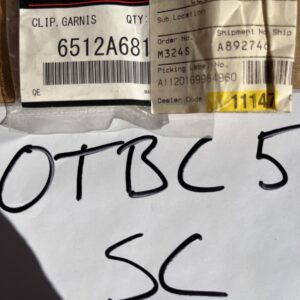 CLIP, GARNIS QTY:
6512A681
QE
Sub Location
Order No. Shipment No Ship
M324S A892746
Picking Label No.
Dealer Code 11147
OTBC 5
SC